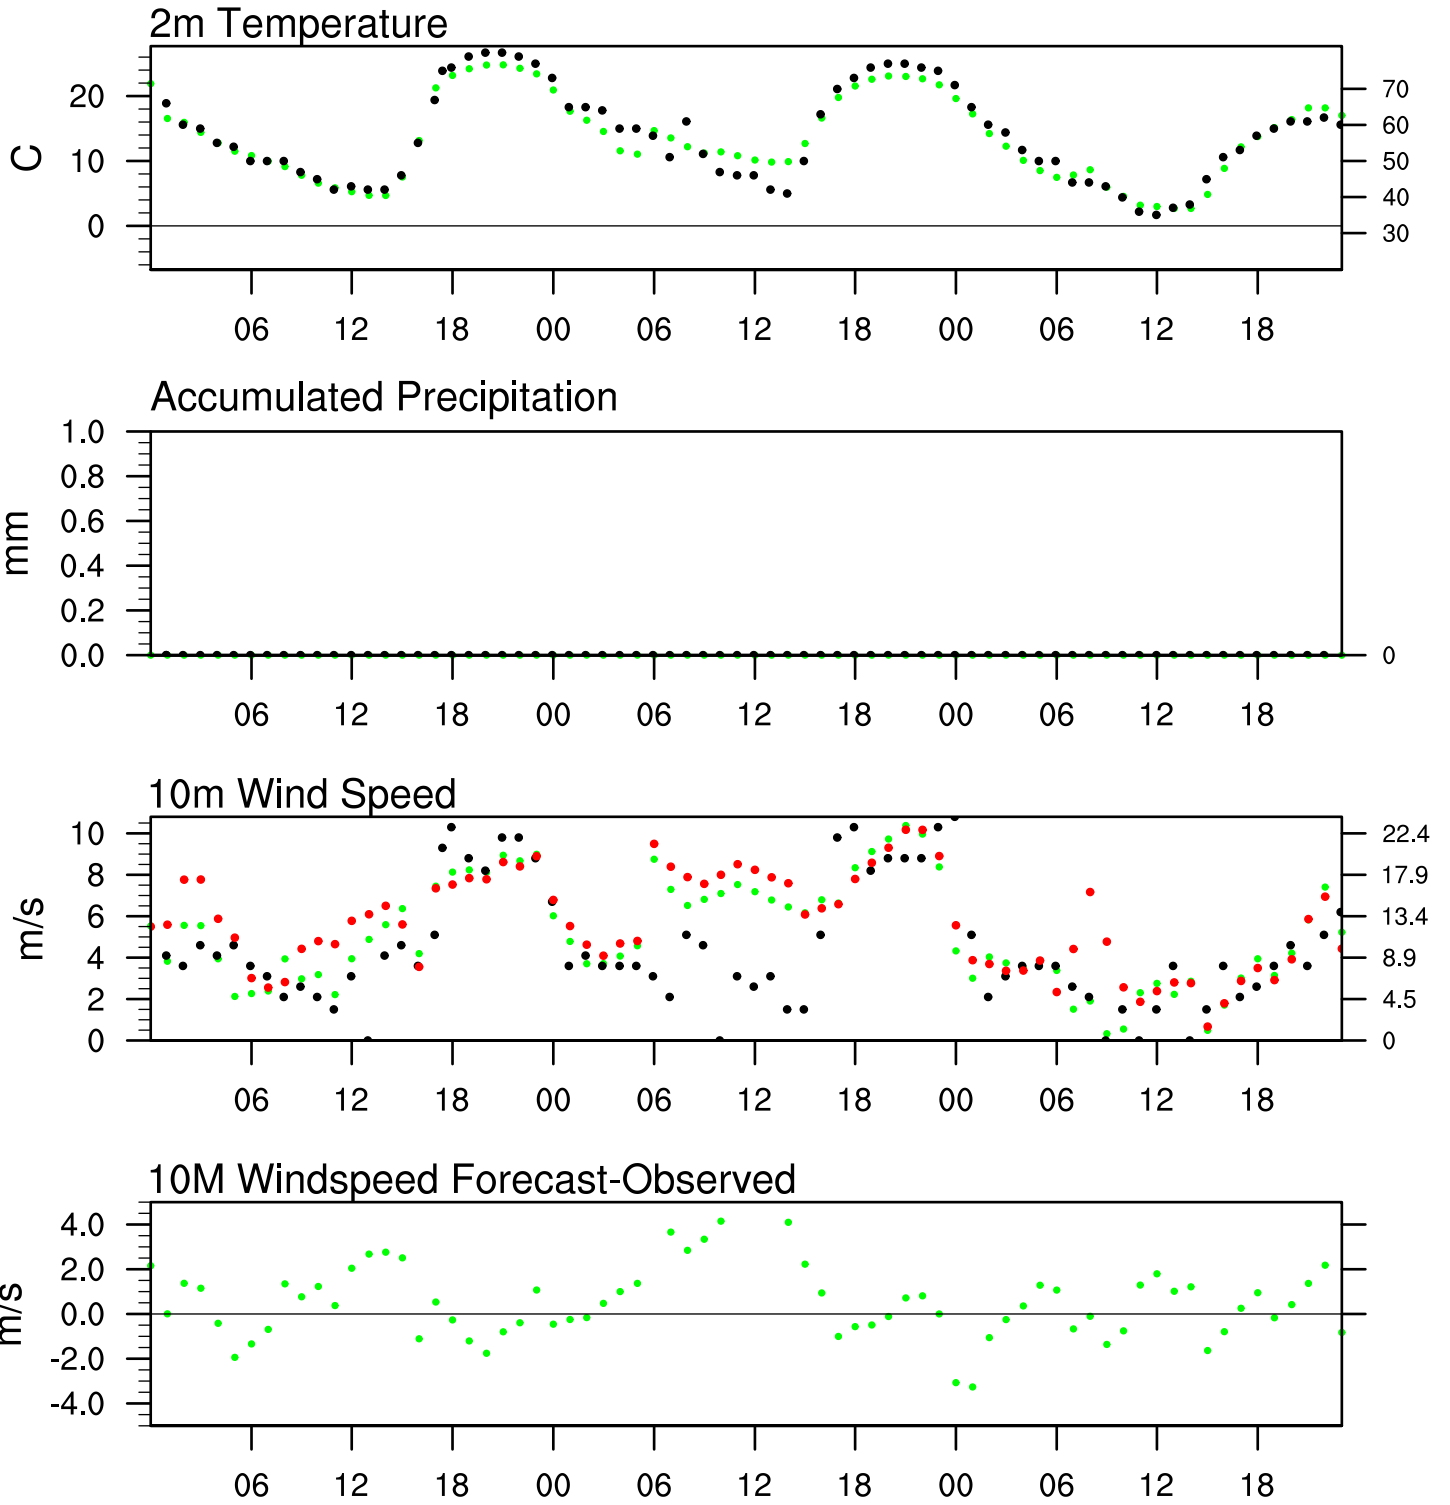 2m Temperature
20
10
0
C
70
60
50
40
30
06 12 18 00 06 12 18 00 06 12 18
Accumulated Precipitation
1.0
0.8
0.6
0.4
0.2
0.0
mm
0
06 12 18 00 06 12 18 00 06 12 18
10m Wind Speed
10
8
6
4
2
0
m/s
22.4
17.9
13.4
8.9
4.5
0
06 12 18 00 06 12 18 00 06 12 18
10M Windspeed Forecast-Observed
4.0
2.0
0.0
-2.0
-4.0
m/s
06 12 18 00 06 12 18 00 06 12 18